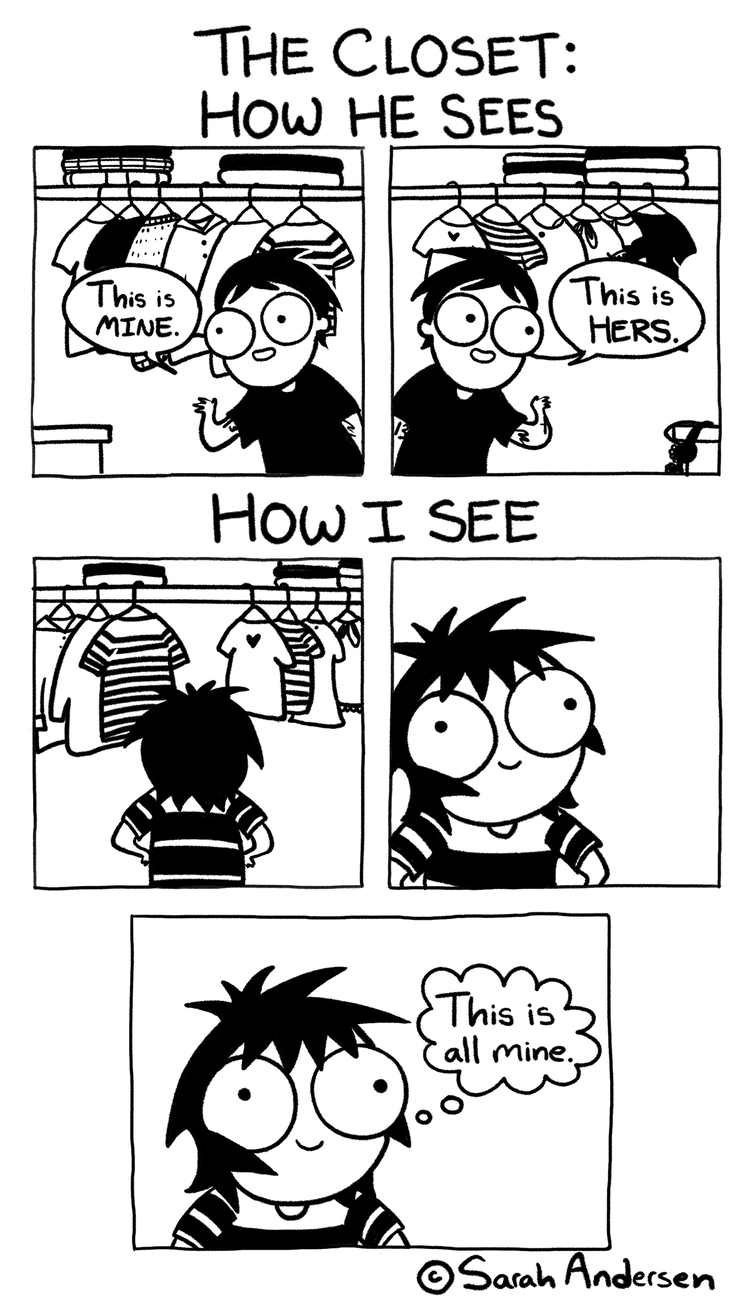 THE CLOSET:
HOW HE SEES
This is
MINE.
This is
HERS.
HOW I SEE
This is
all mine.
© Sarah Andersen